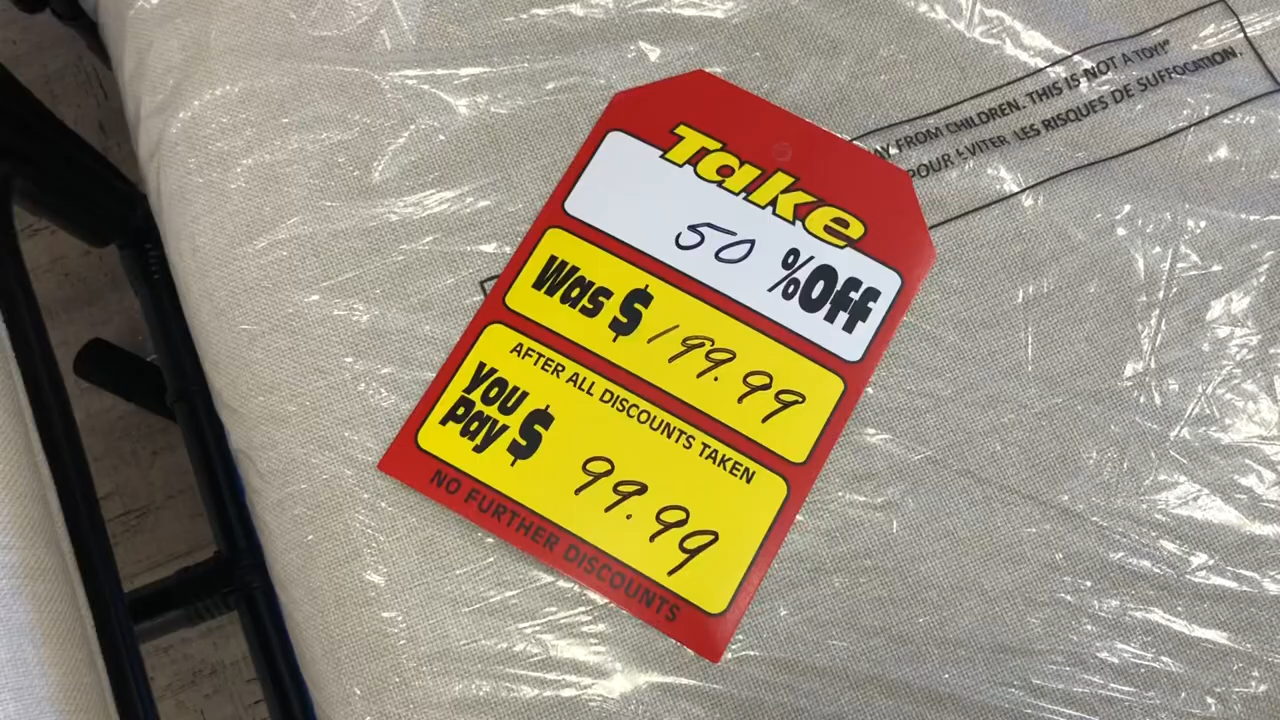 Take
50 %Off
Was $ 199.99
AFTER ALL DISCOUNTS TAKEN
You Pay $ 99.99
NO FURTHER DISCOUNTS
FROM CHILDREN. THIS IS NOT A TOY!"
POUR ÉVITER LES RISQUES DE SUFFOCATION.